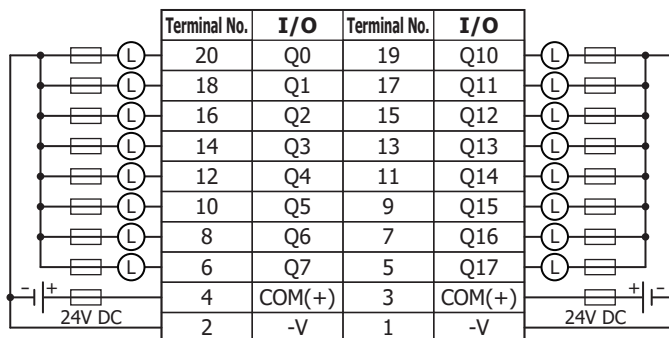 Terminal No. I/O Terminal No. I/O
L 20 Q0 19 Q10 L
L 18 Q1 17 Q11 L
L 16 Q2 15 Q12 L
L 14 Q3 13 Q13 L
L 12 Q4 11 Q14 L
L 10 Q5 9 Q15 L
L 8 Q6 7 Q16 L
L 6 Q7 5 Q17 L
- + 4 COM(+) 3 COM(+) + -
24V DC 2 -V 1 -V 24V DC